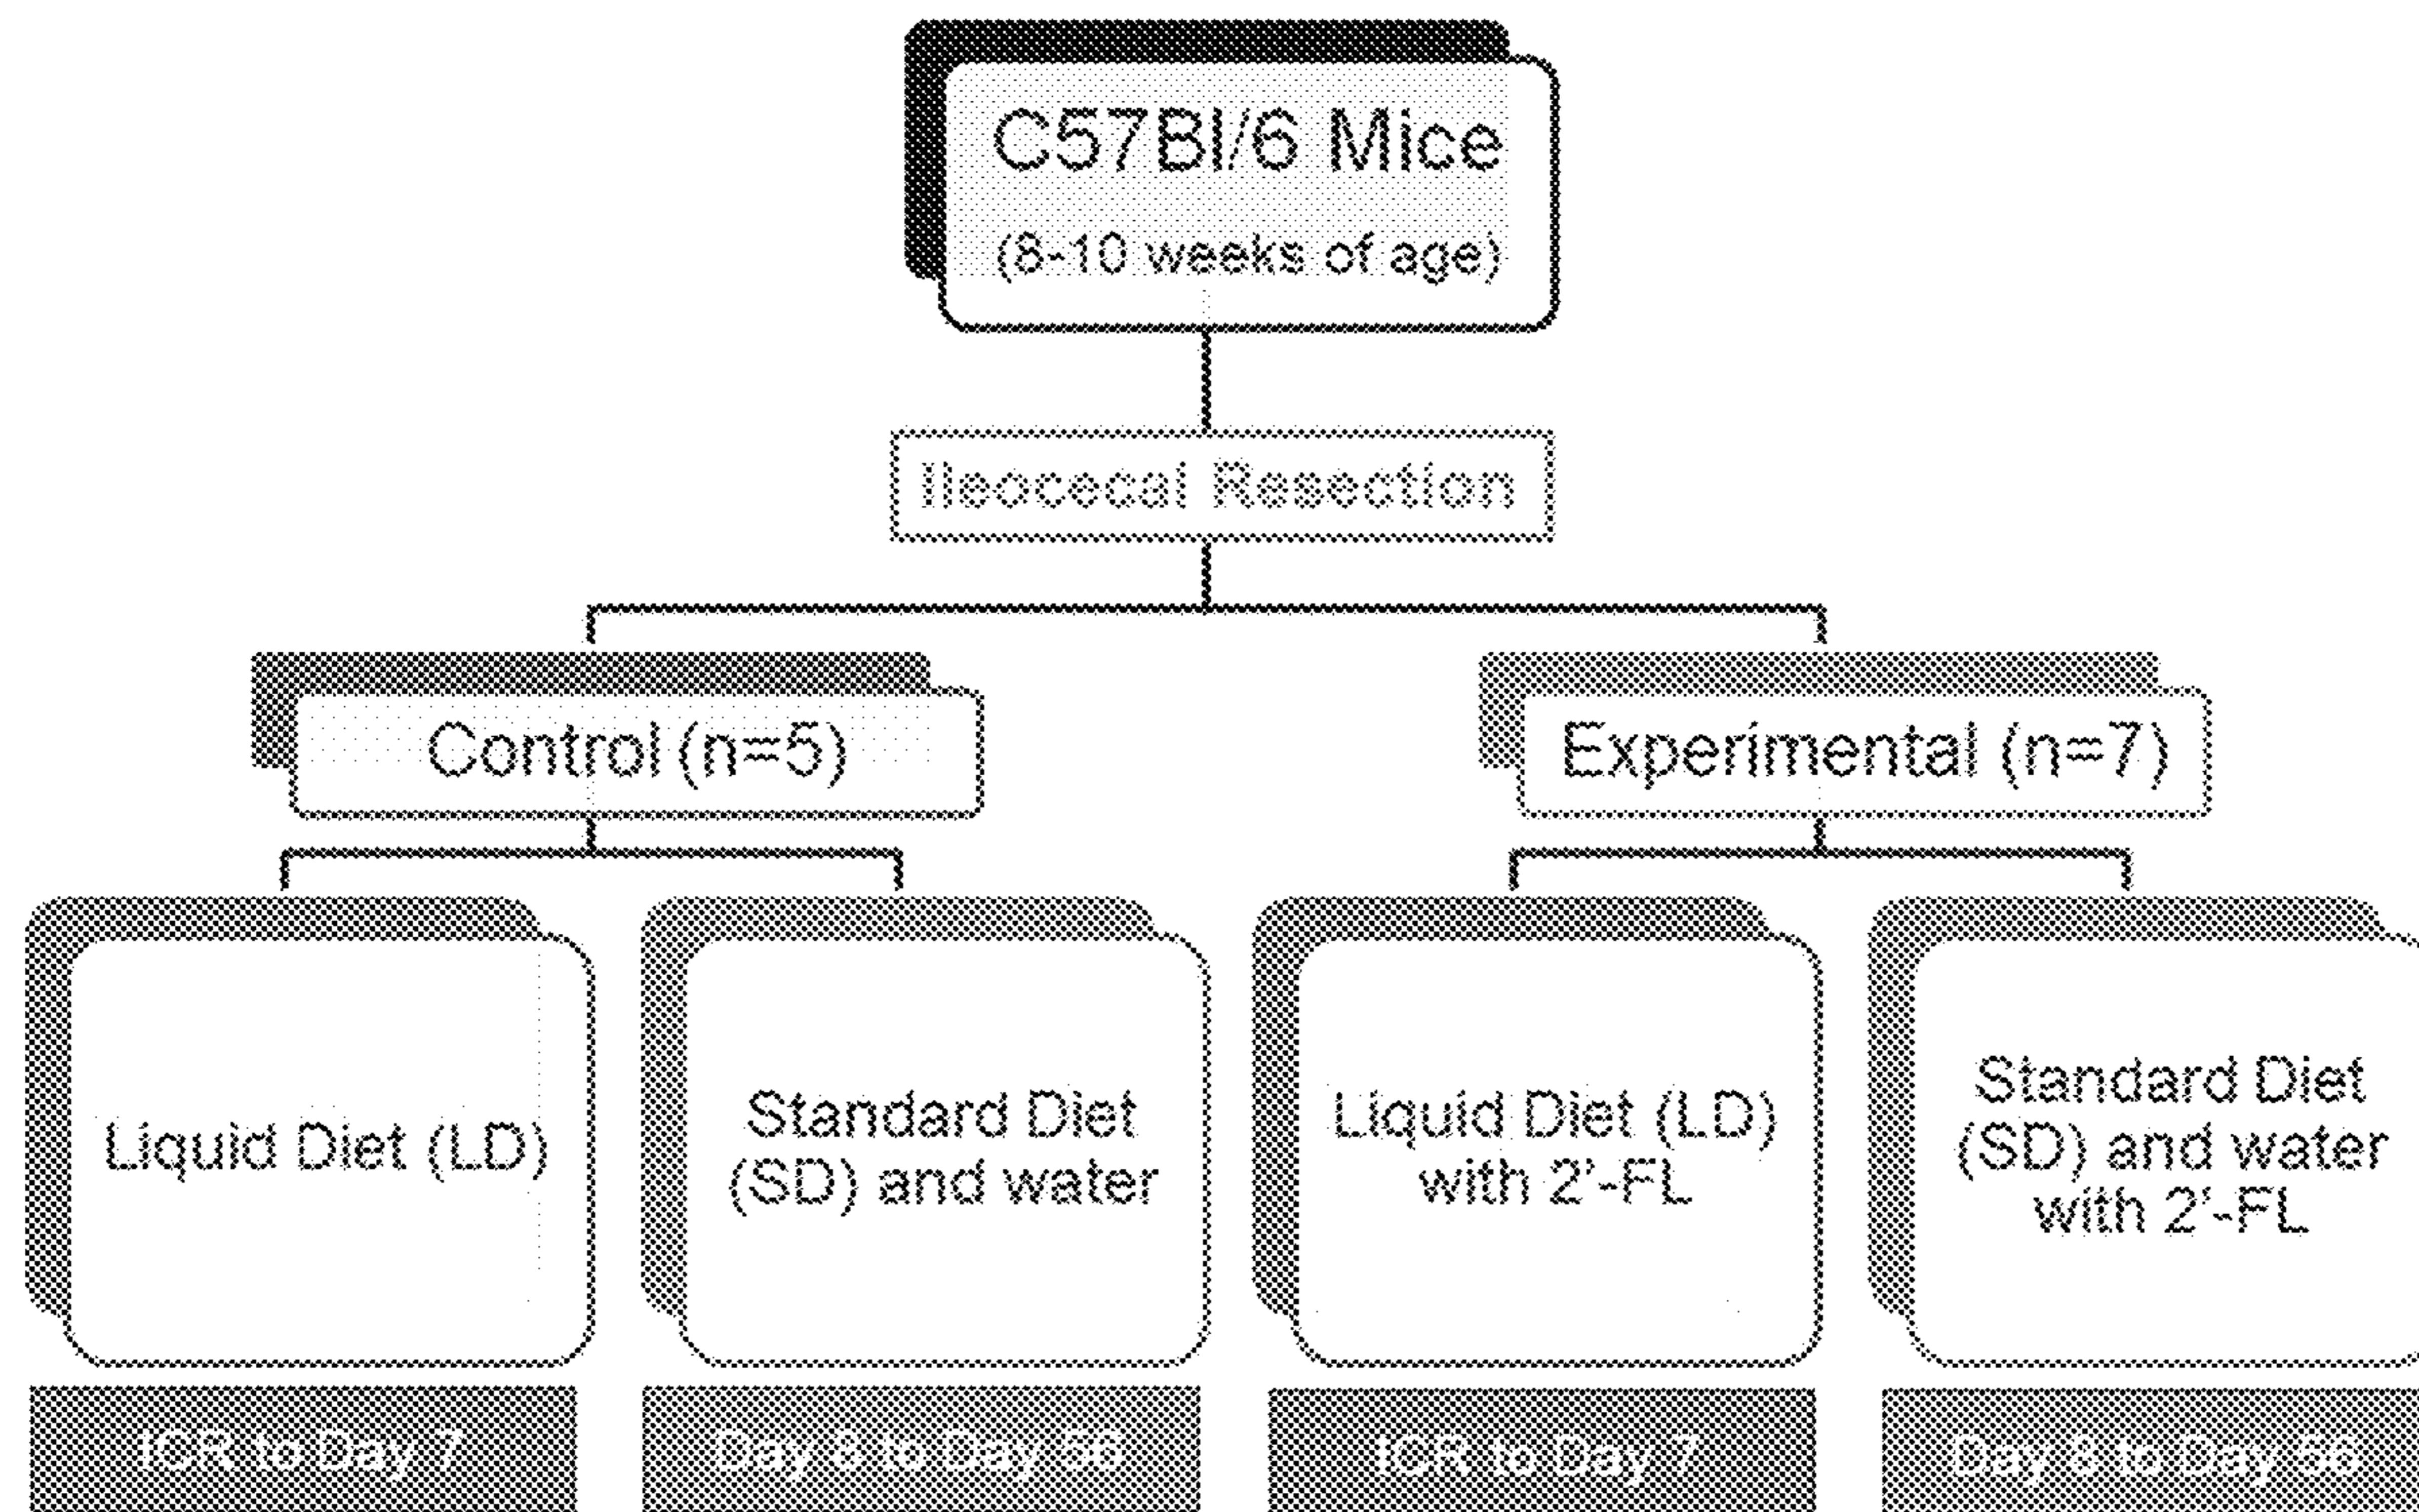 C57Bl/6 Mice
(8-10 weeks of age)
Ileocecal Resection
Control (n=5)
Experimental (n=7)
Liquid Diet (LD)
Standard Diet
(SD) and water
Liquid Diet (LD)
with 2'-FL
Standard Diet
(SD) and water
with 2'-FL
ICR to Day 7
Day 8 to Day 56
ICR to Day 7
Day 8 to Day 56